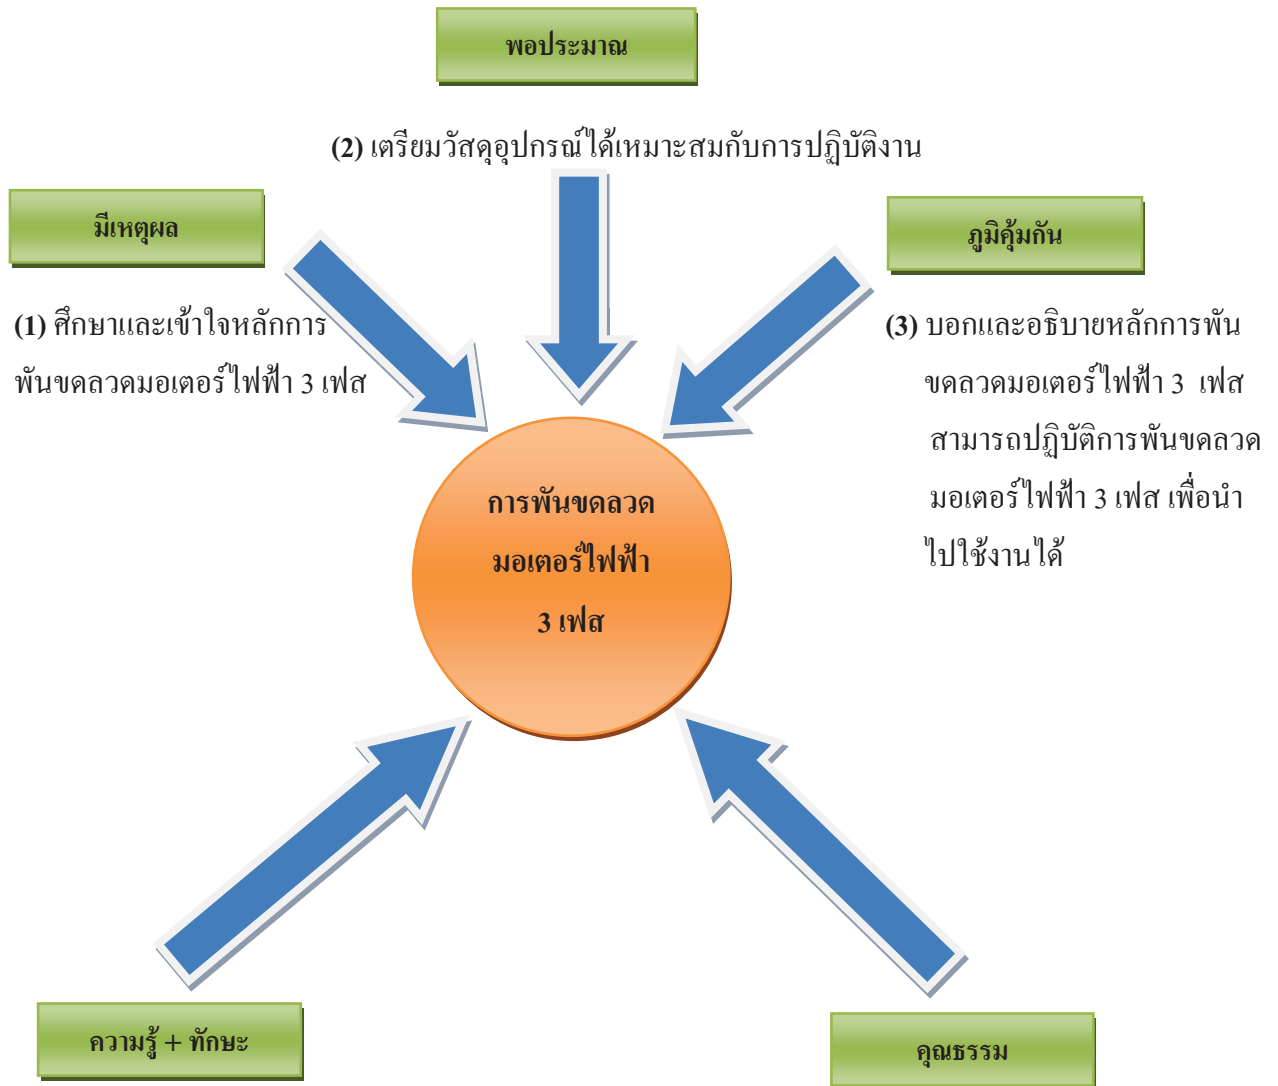 พอประมาณ
(2) เตรียมวัสดุอุปกรณ์ได้เหมาะสมกับการปฏิบัติงาน
มีเหตุผล
ภูมิคุ้มกัน
(1) ศึกษาและเข้าใจหลักการ
พันขดลวดมอเตอร์ไฟฟ้า 3 เฟส
(3) บอกและอธิบายหลักการพัน
ขดลวดมอเตอร์ไฟฟ้า 3 เฟส
สามารถปฏิบัติการพันขดลวด
มอเตอร์ไฟฟ้า 3 เฟส เพื่อนำ
ไปใช้งานได้
การพันขดลวด
มอเตอร์ไฟฟ้า
3 เฟส
ความรู้ + ทักษะ
คุณธรรม